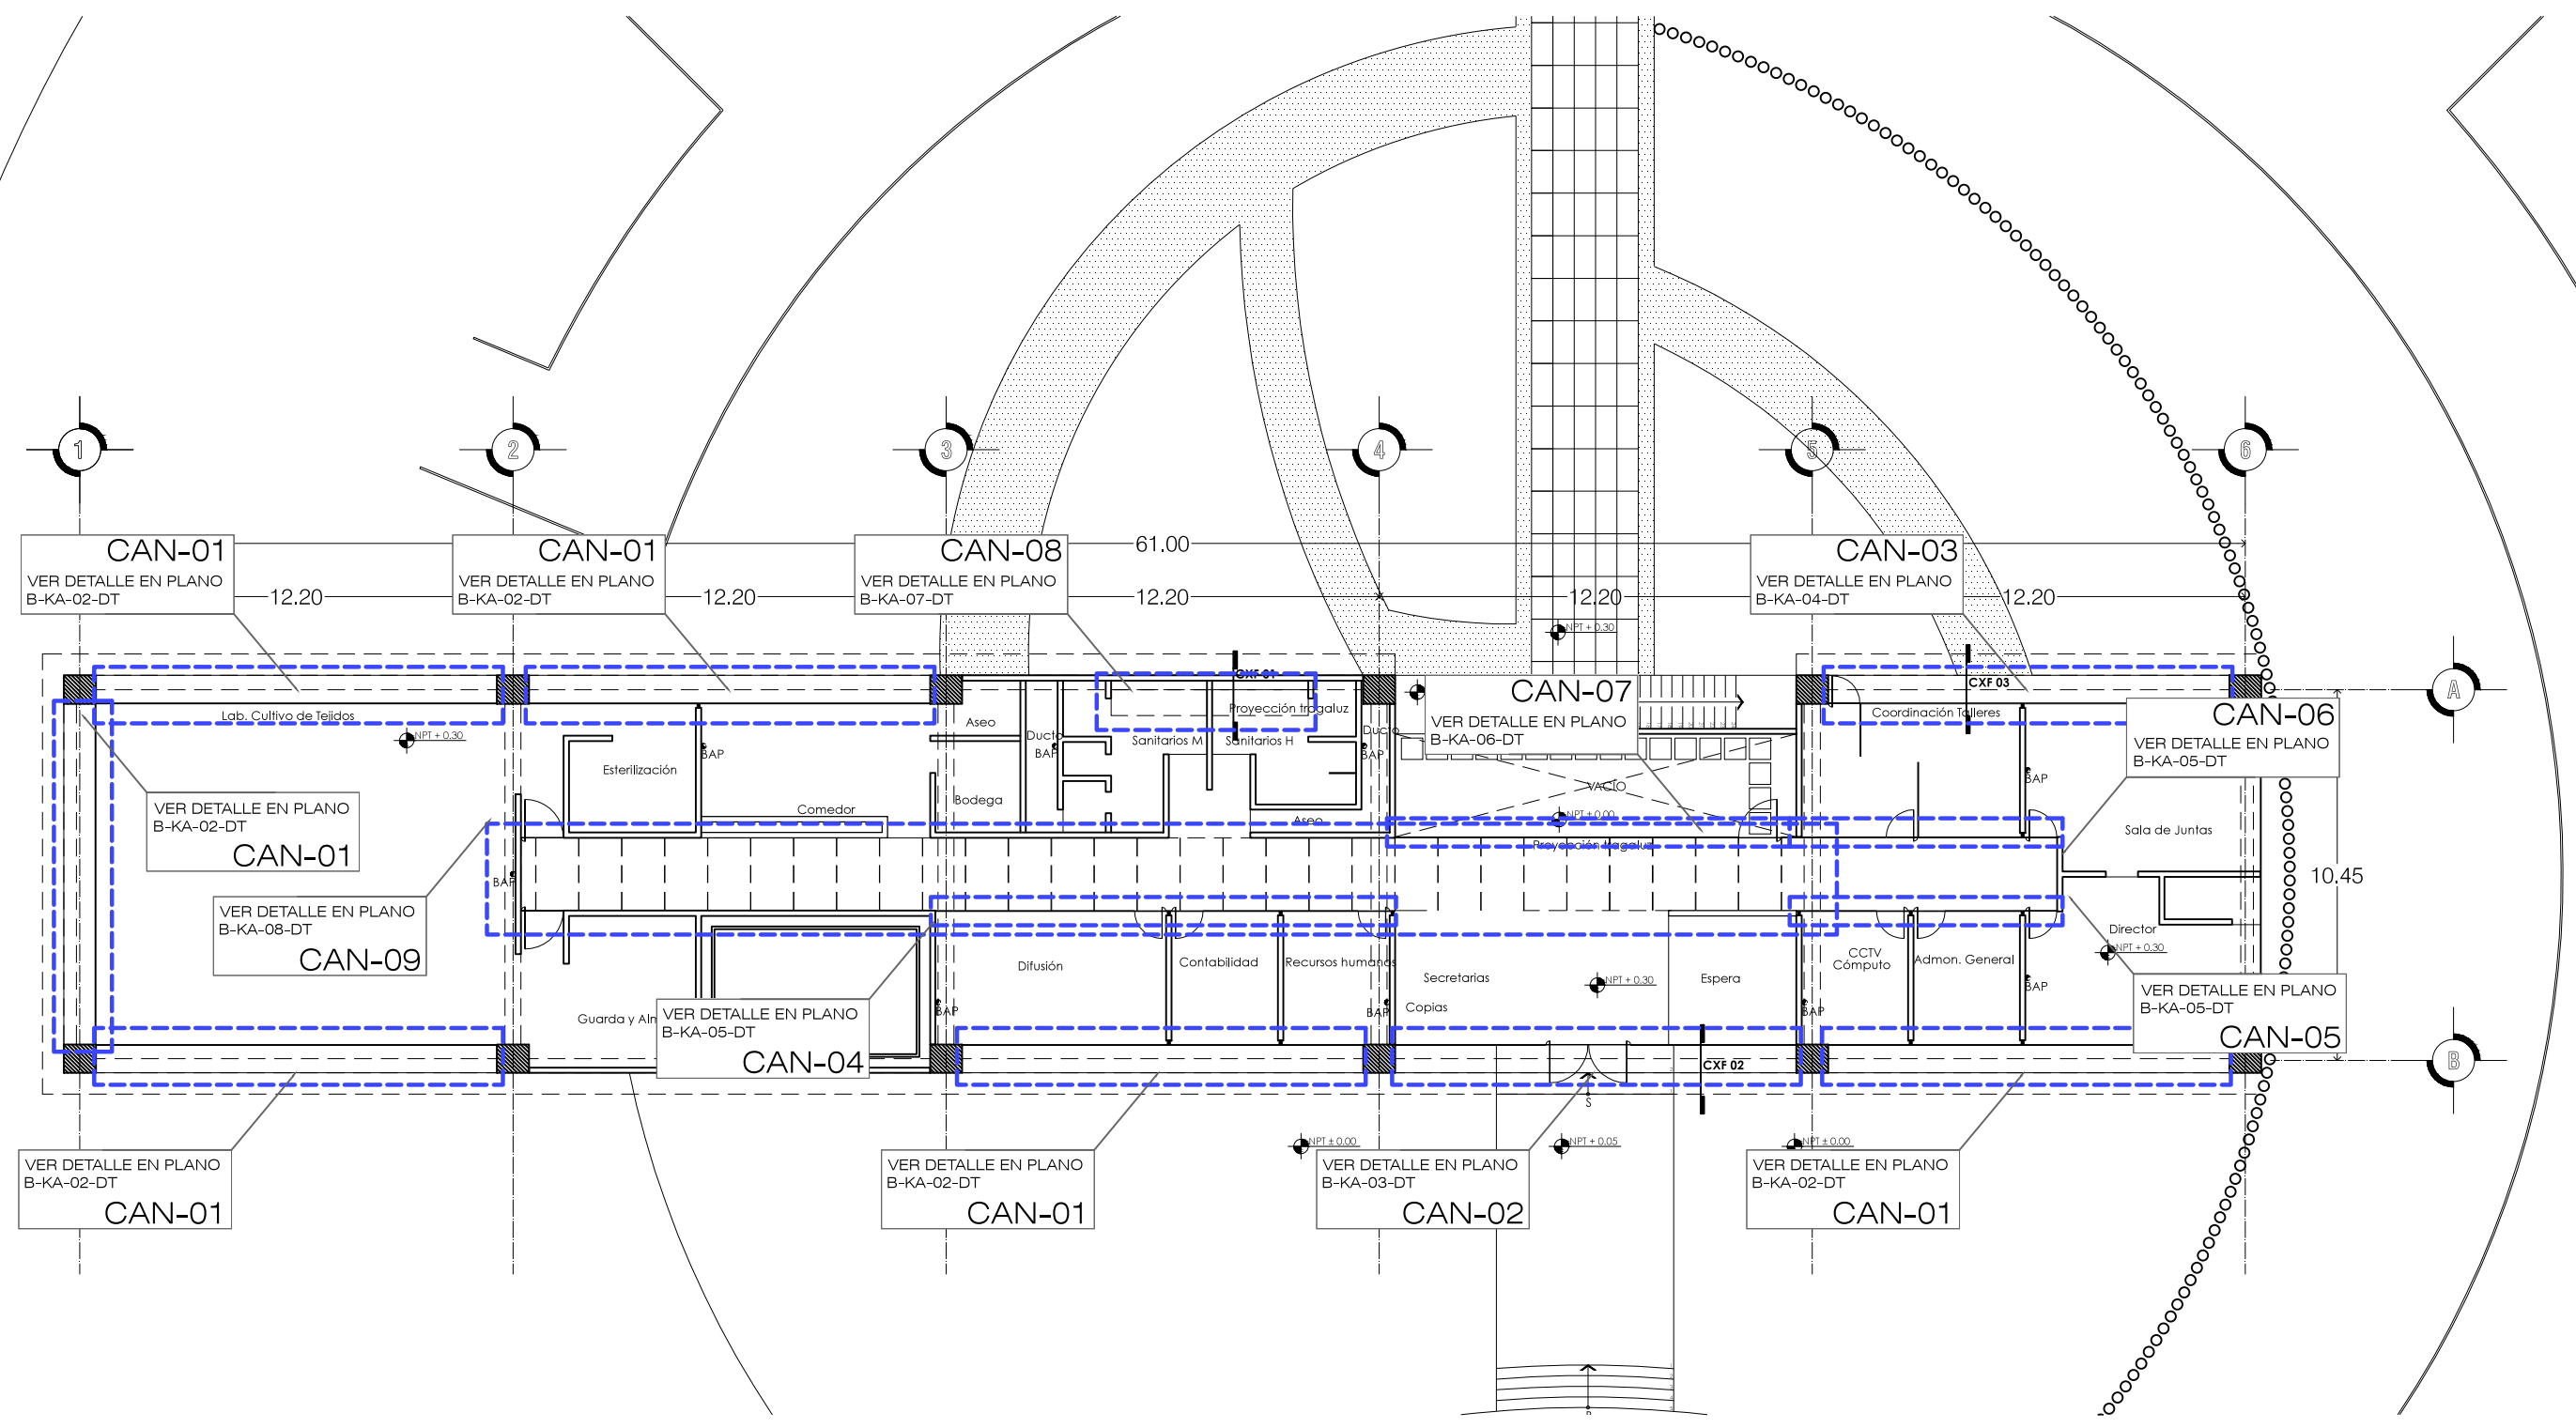 1
2
3
4
5
6
CAN-01
VER DETALLE EN PLANO
B-KA-02-DT
CAN-01
VER DETALLE EN PLANO
B-KA-02-DT
CAN-08
VER DETALLE EN PLANO
B-KA-07-DT
CAN-03
VER DETALLE EN PLANO
B-KA-04-DT
61.00
12.20
12.20
12.20
12.20
12.20
NPT + 0.30
CXF 01
CXF 03
A
CAN-07
VER DETALLE EN PLANO
B-KA-06-DT
CAN-06
VER DETALLE EN PLANO
B-KA-05-DT
Lab. Cultivo de Tejidos
NPT + 0.30
Aseo
Proyección tragaluz
Coordinación Talleres
Ducto
BAP
Sanitarios M
Sanitarios H
Ducto
BAP
BAP
Esterilización
BAP
VACIO
Bodega
Comedor
Aseo
NPT + 0.00
Sala de Juntas
VER DETALLE EN PLANO
B-KA-02-DT
CAN-01
Proyección tragaluz
BAP
10.45
VER DETALLE EN PLANO
B-KA-08-DT
CAN-09
Difusión
Contabilidad
Recursos humanos
Secretarias
NPT + 0.30
Espera
CCTV
Cómputo
Admon. General
Director
NPT + 0.30
BAP
Copias
BAP
BAP
BAP
Guarda y Alm
VER DETALLE EN PLANO
B-KA-05-DT
CAN-04
VER DETALLE EN PLANO
B-KA-05-DT
CAN-05
CXF 02
B
S
NPT ± 0.00
NPT + 0.05
NPT ± 0.00
VER DETALLE EN PLANO
B-KA-02-DT
CAN-01
VER DETALLE EN PLANO
B-KA-02-DT
CAN-01
VER DETALLE EN PLANO
B-KA-03-DT
CAN-02
VER DETALLE EN PLANO
B-KA-02-DT
CAN-01